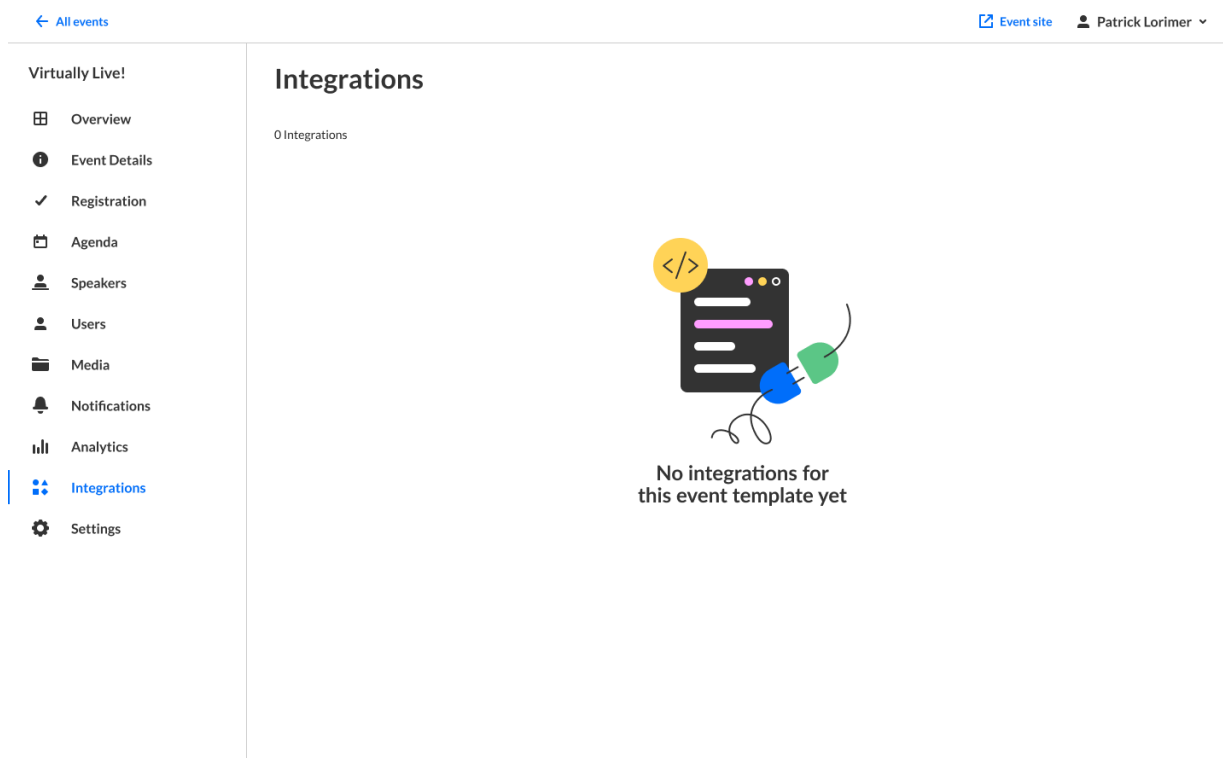 All events
Event site
Patrick Lorimer
Virtually Live!
Overview
Event Details
Registration
Agenda
Speakers
Users
Media
Notifications
Analytics
Integrations
Settings
Integrations
0 Integrations
</>
No integrations for
this event template yet